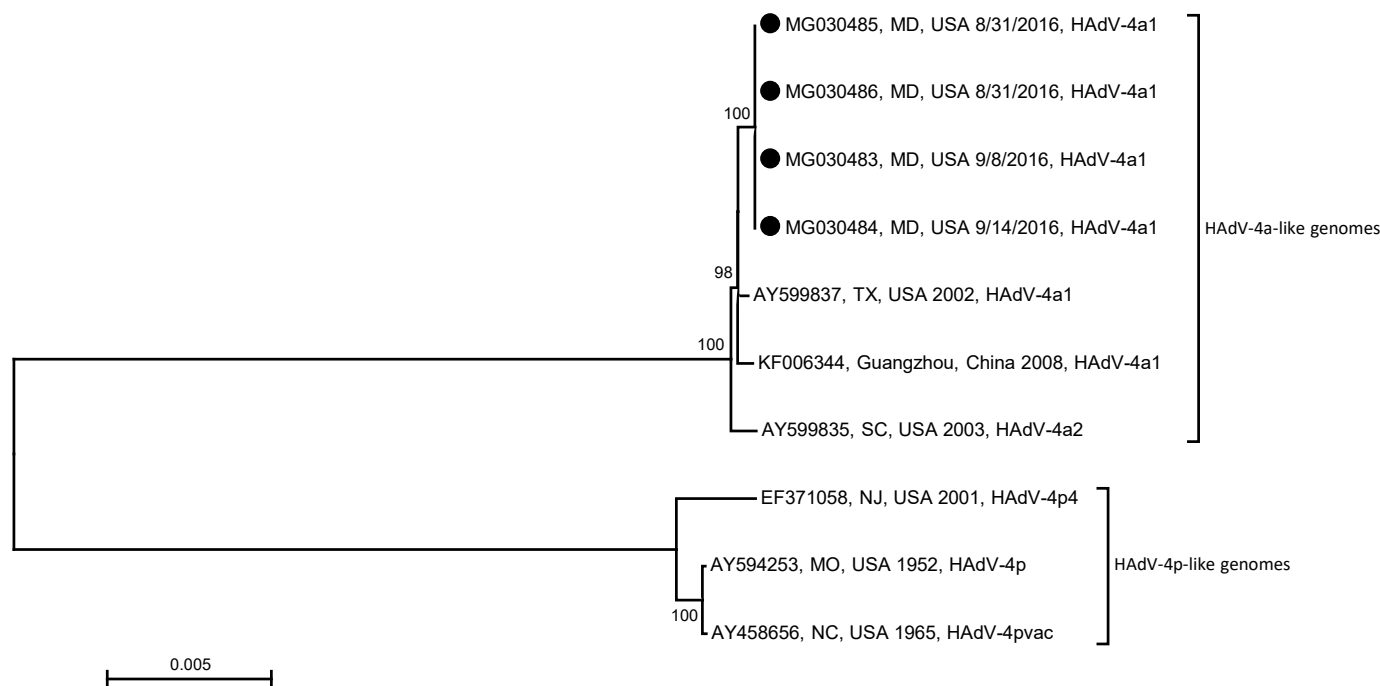 MG030485, MD, USA 8/31/2016, HAdV-4a1
MG030486, MD, USA 8/31/2016, HAdV-4a1
100
MG030483, MD, USA 9/8/2016, HAdV-4a1
MG030484, MD, USA 9/14/2016, HAdV-4a1
HAdV-4a-like genomes
98
AY599837, TX, USA 2002, HAdV-4a1
100
KF006344, Guangzhou, China 2008, HAdV-4a1
AY599835, SC, USA 2003, HAdV-4a2
EF371058, NJ, USA 2001, HAdV-4p4
AY594253, MO, USA 1952, HAdV-4p
HAdV-4p-like genomes
100
AY458656, NC, USA 1965, HAdV-4pvac
0.005